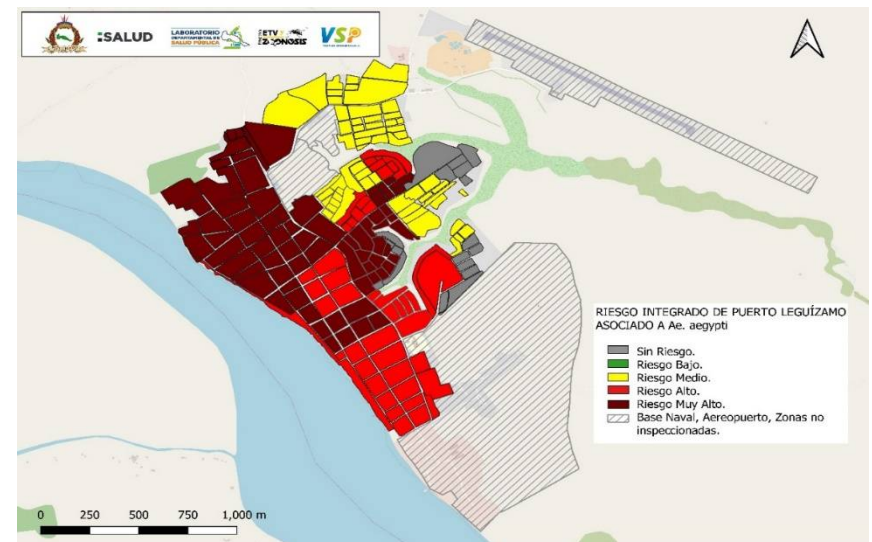 :SALUD
LABORATORIO
DEPARTAMENTAL DE
SALUD PÚBLICA
ETV
ZOONOSIS
VSP
RIESGO INTEGRADO DE PUERTO LEGUÍZAMO
ASOCIADO A Ae. aegypti
Sin Riesgo.
Riesgo Bajo.
Riesgo Medio.
Riesgo Alto.
Riesgo Muy Alto.
Base Naval, Aereopuerto, Zonas no
inspeccionadas.
0 250 500 750 1,000 m